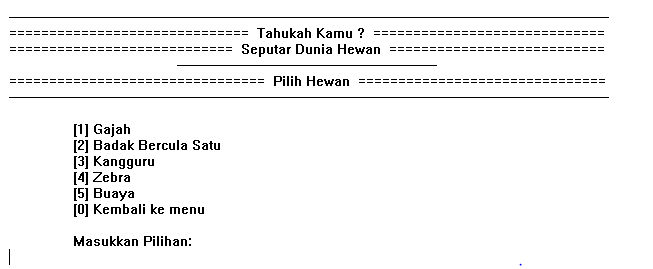 ============================== Tahukah Kamu ? =============================
============================ Seputar Dunia Hewan ===========================
================================ Pilih Hewan ===============================
[1] Gajah
[2] Badak Bercula Satu
[3] Kangguru
[4] Zebra
[5] Buaya
[0] Kembali ke menu
Masukkan Pilihan: